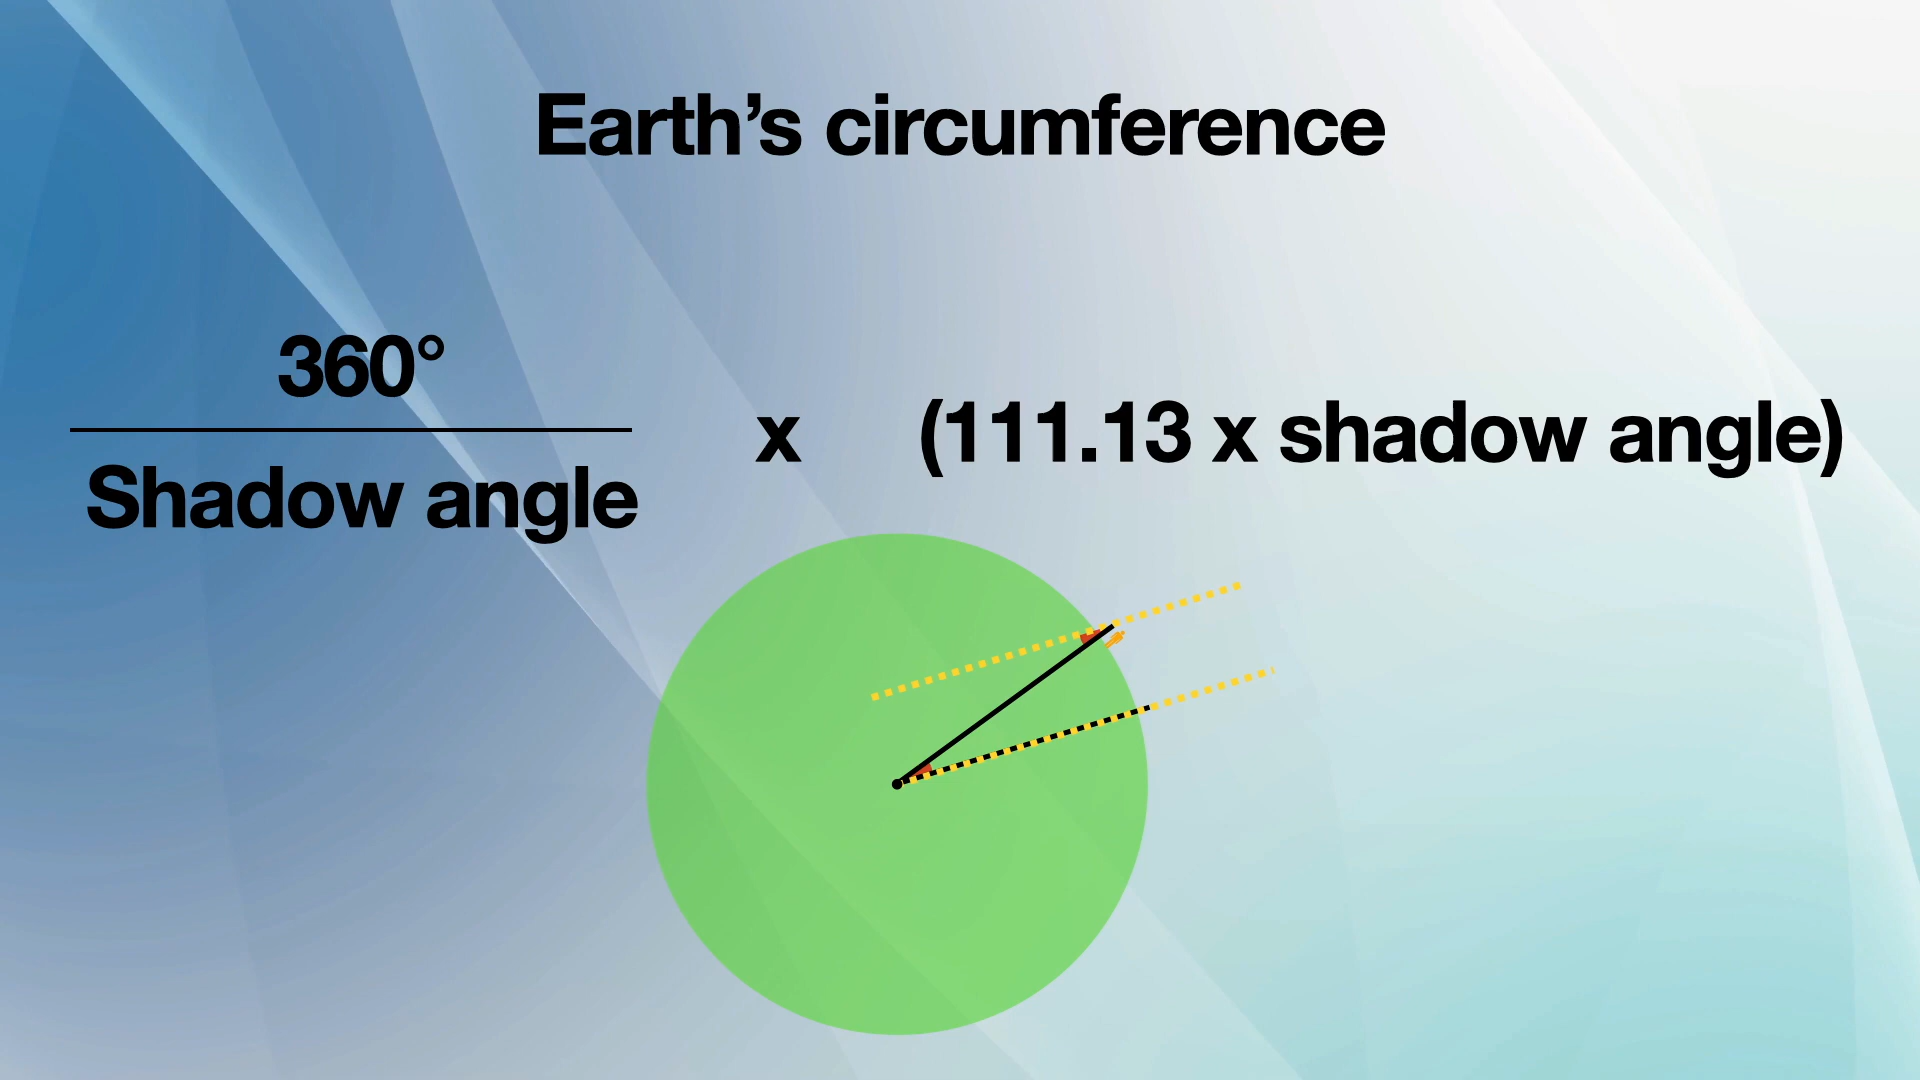 Earth’s circumference
360°
Shadow angle
x
(111.13 x shadow angle)